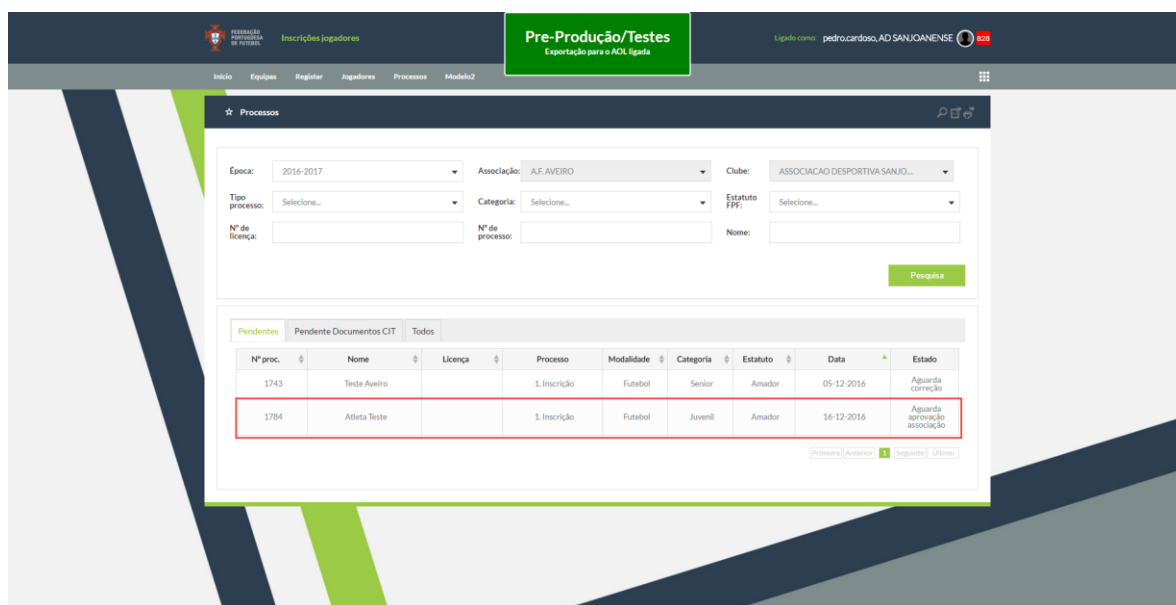 FEDERAÇÃO
PORTUGUESA
DE FUTEBOL
Inscrições jogadores
Pre-Produção/Testes
Exportação para o AOL ligada
Ligado como: pedro.cardoso, AD SANJOANENSE 828
Início Equipas Registar Jogadores Processos Modelo2
Processos
Época: 2016-2017 Associação: A.F. AVEIRO Clube: ASSOCIACAO DESPORTIVA SANJO...
Tipo processo: Selecione... Categoria: Selecione... Estatuto FPF: Selecione...
Nº de licença: Nº de processo: Nome:
Pesquisa
Pendentes Pendente Documentos CIT Todos
Nº proc. Nome Licença Processo Modalidade Categoria Estatuto Data Estado
1743 Teste Aveiro 1. Inscrição Futebol Senior Amador 05-12-2016 Aguarda correção
1784 Atleta Teste 1. Inscrição Futebol Juvenil Amador 16-12-2016 Aguarda aprovação associação
Primeiro Anterior 1 Seguinte Último